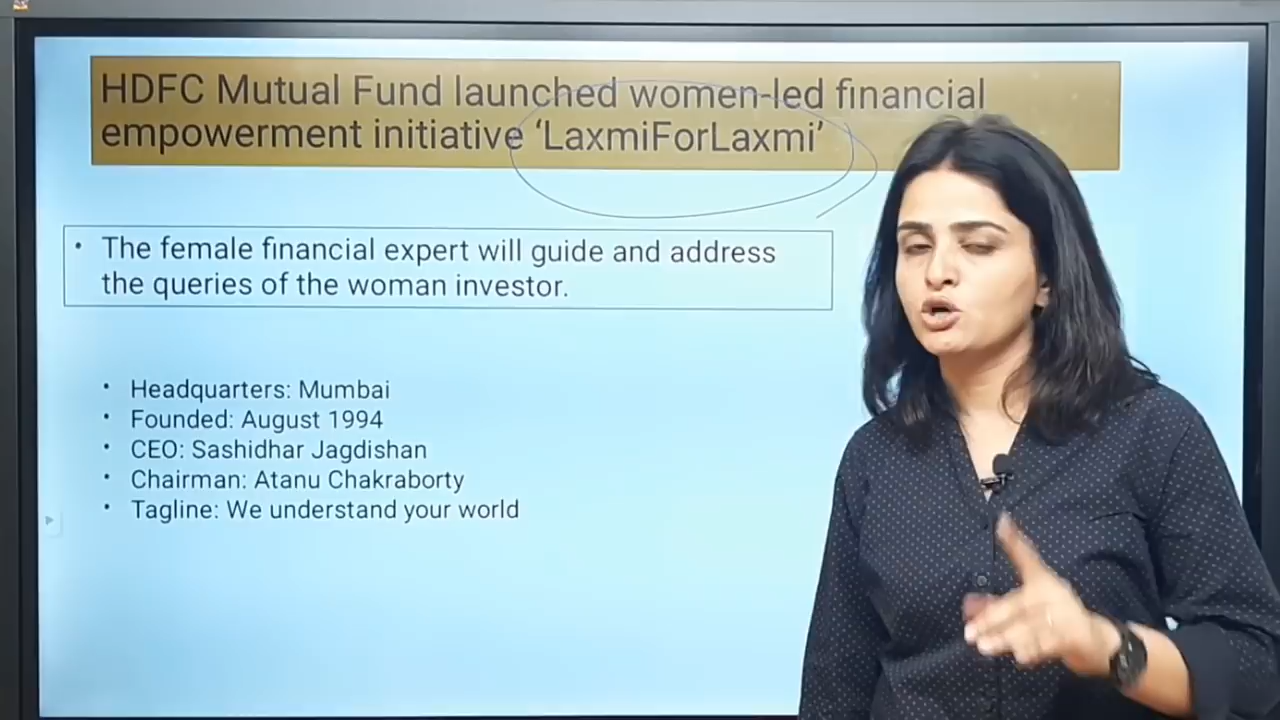 HDFC Mutual Fund launched women-led financial
empowerment initiative ‘LaxmiForLaxmi’
• The female financial expert will guide and address
the queries of the woman investor.
• Headquarters: Mumbai
• Founded: August 1994
• CEO: Sashidhar Jagdishan
• Chairman: Atanu Chakraborty
• Tagline: We understand your world